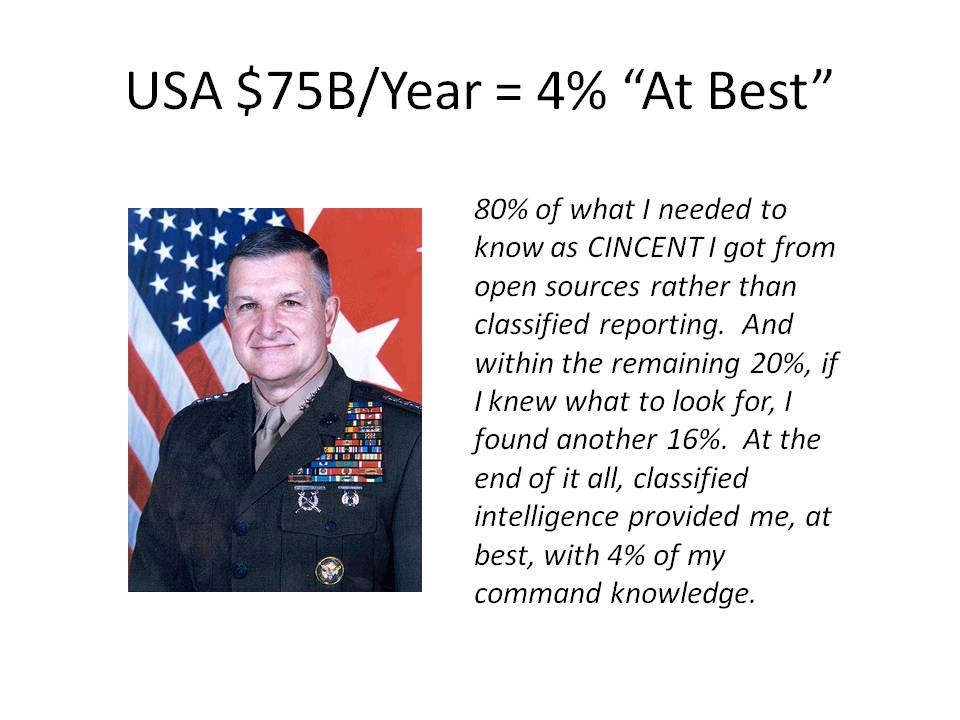 USA $75B/Year = 4% “At Best”
80% of what I needed to
know as CINCENT I got from
open sources rather than
classified reporting.  And
within the remaining 20%, if
I knew what to look for, I
found another 16%.  At the
end of it all, classified
intelligence provided me, at
best, with 4% of my
command knowledge.